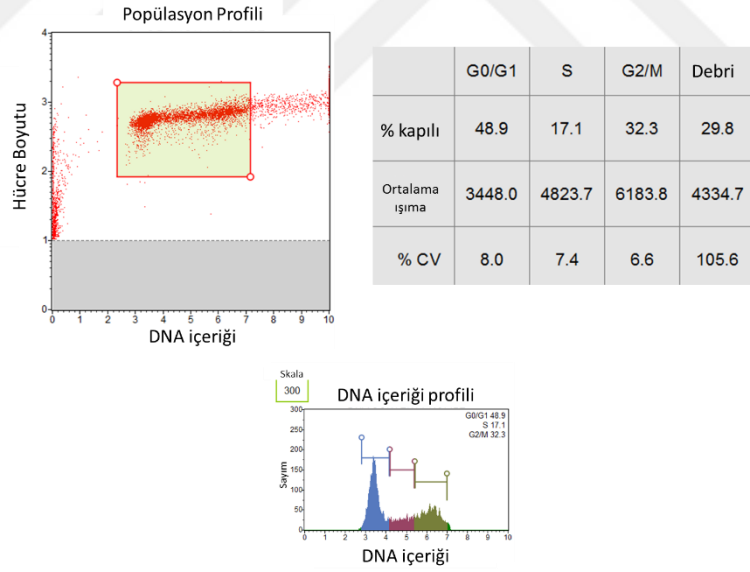 Popülasyon Profili
4
3
2
1
0
Hücre Boyutu
0 1 2 3 4 5 6 7 8 9 10
DNA içeriği
G0/G1 S G2/M Debri
% kapılı 48.9 17.1 32.3 29.8
Ortalama
ışıma 3448.0 4823.7 6183.8 4334.7
% CV 8.0 7.4 6.6 105.6
Skala
300
DNA içeriği profili
G0/G1 48.9
S 17.1
G2/M 32.3
300
250
200
150
100
50
0
Sayım
0 1 2 3 4 5 6 7 8 9 10
DNA içeriği